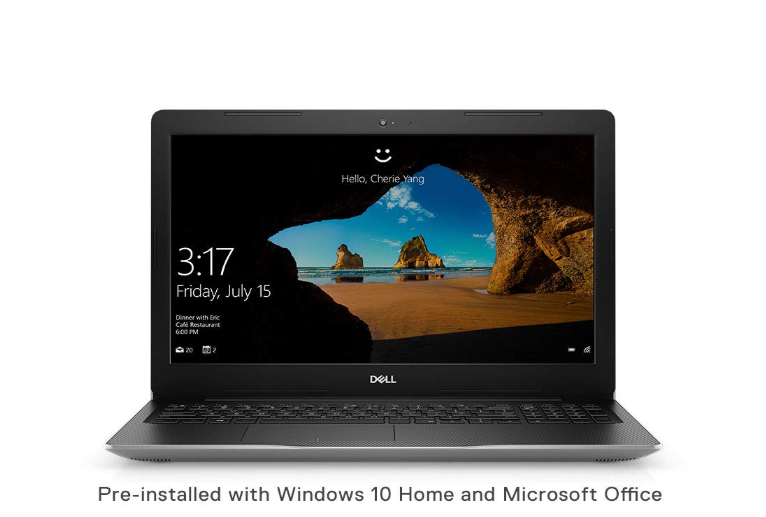 Hello, Cherie Yang
3:17
Friday, July 15
Dinner with Eric
Café Restaurant
6:00 PM
20
2
DELL
Pre-installed with Windows 10 Home and Microsoft Office